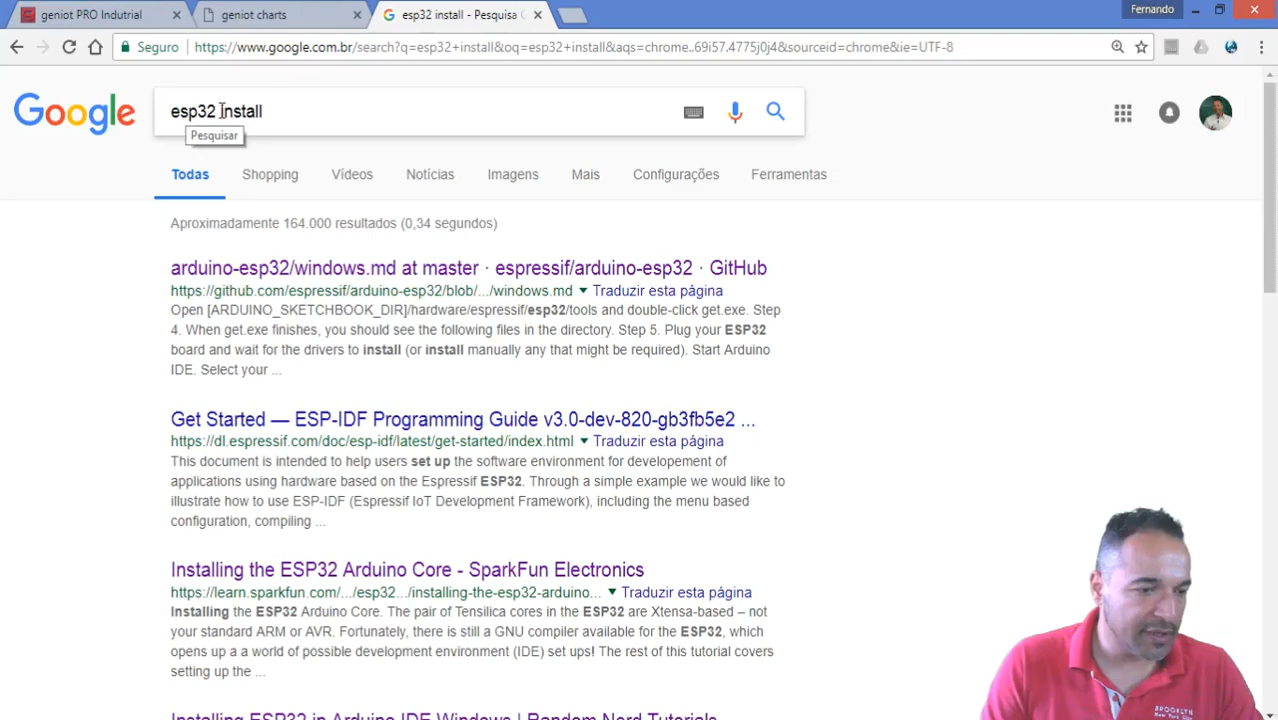 geniot PRO Indutrial
geniot charts
esp32 install - Pesquisa
Fernando
Seguro
https://www.google.com.br/search?q=esp32+install&oq=esp32+install&aqs=chrome..69i57.4775j0j4&sourceid=chrome&ie=UTF-8
Google
esp32 install
Pesquisar
Todas
Shopping
Vídeos
Notícias
Imagens
Mais
Configurações
Ferramentas
Aproximadamente 164.000 resultados (0,34 segundos)
arduino-esp32/windows.md at master · espressif/arduino-esp32 · GitHub
https://github.com/espressif/arduino-esp32/blob/.../windows.md Traduzir esta página
Open [ARDUINO_SKETCHBOOK_DIR]/hardware/espressif/esp32/tools and double-click get.exe. Step
4. When get.exe finishes, you should see the following files in the directory. Step 5. Plug your ESP32
board and wait for the drivers to install (or install manually any that might be required). Start Arduino
IDE. Select your ...
Get Started — ESP-IDF Programming Guide v3.0-dev-820-gb3fb5e2 ...
https://dl.espressif.com/doc/esp-idf/latest/get-started/index.html Traduzir esta página
This document is intended to help users set up the software environment for developement of
applications using hardware based on the Espressif ESP32. Through a simple example we would like to
illustrate how to use ESP-IDF (Espressif IoT Development Framework), including the menu based
configuration, compiling ...
Installing the ESP32 Arduino Core - SparkFun Electronics
https://learn.sparkfun.com/.../esp32.../installing-the-esp32-arduino... Traduzir esta página
Installing the ESP32 Arduino Core. The pair of Tensilica cores in the ESP32 are Xtensa-based – not
your standard ARM or AVR. Fortunately, there is still a GNU compiler available for the ESP32, which
opens up a a world of possible development environment (IDE) set ups! The rest of this tutorial covers
setting up the ...
Installing ESP32 in Arduino IDE Windows | Random Nerd Tutorials
BROOKLYN
New York City